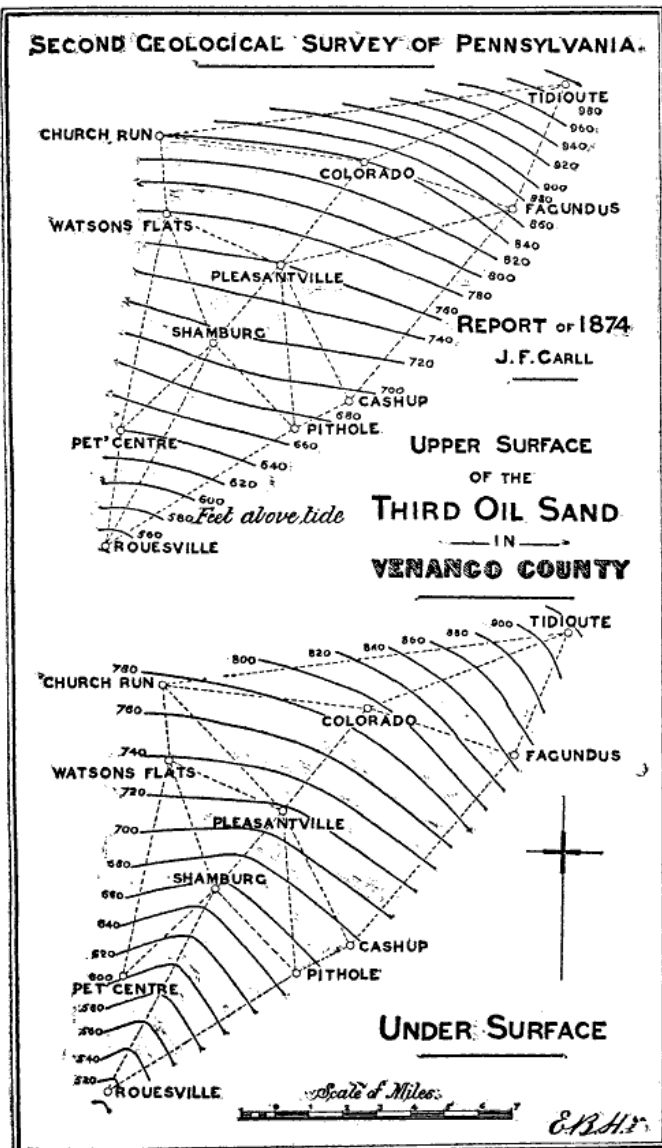 SECOND GEOLOGICAL SURVEY OF PENNSYLVANIA.
TIDIOUTE
980
960
CHURCH RUN
940
920
COLORADO
900
880
FAGUNDUS
WATSONS FLATS
860
840
820
PLEASANTVILLE
800
780
760
REPORT OF 1874
SHAMBURG
740
J. F. CARLL
720
700
CASHUP
680
PITHOLE
PET' CENTRE
660
UPPER SURFACE
640
OF THE
620
600
THIRD OIL SAND
580
Feet above tide
560
IN
ROUESVILLE
VENANGO COUNTY
TIDIOUTE
900
880
860
840
820
800
780
CHURCH RUN
760
COLORADO
740
FAGUNDUS
WATSONS FLATS
720
PLEASANTVILLE
700
680
SHAMBURG
660
640
CASHUP
620
PITHOLE
600
PET' CENTRE
580
560
UNDER SURFACE
540
520
ROUESVILLE
Scale of Miles